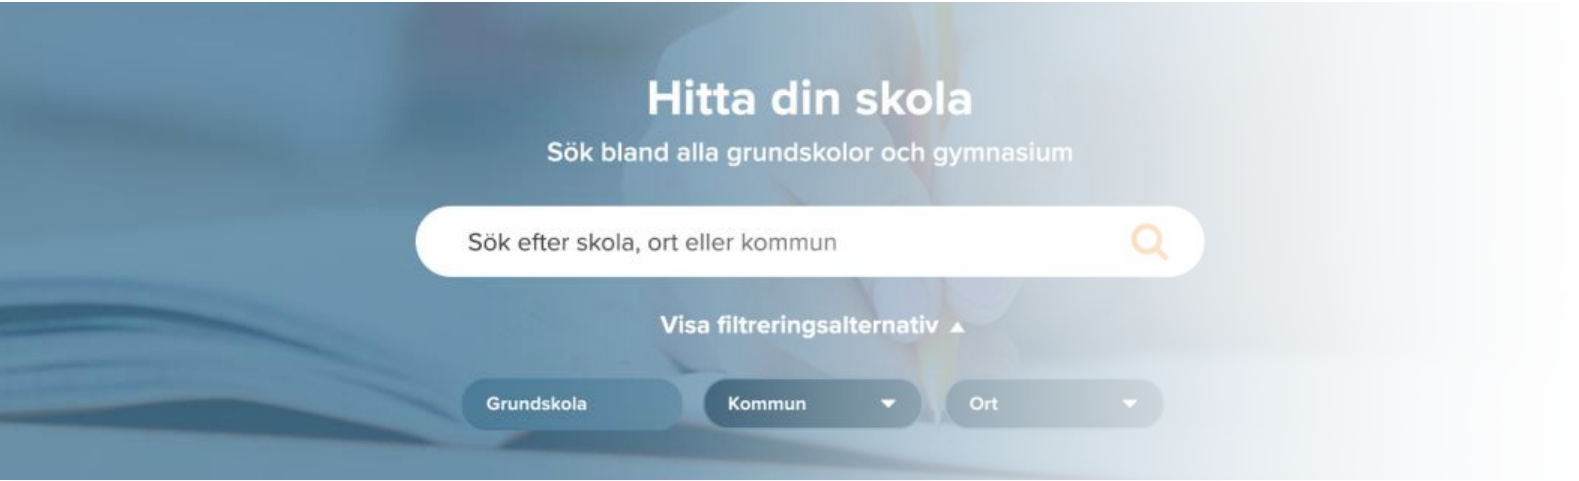 Hitta din skola
Sök bland alla grundskolor och gymnasium
Sök efter skola, ort eller kommun
Visa filtreringsalternativ ▲
Grundskola
Kommun
Ort